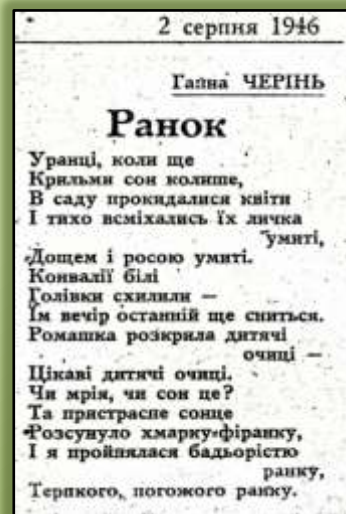 2 серпня 1946
Ганна ЧЕРІНЬ
Ранок
Уранці, коли ще
Крильми сон колише,
В саду прокидалися квіти
І тихо всміхались їх личка
умиті,
Дощем і росою умиті.
Конвалії білі
Голівки схилили —
Їм вечір останній ще сниться.
Ромашка розкрила дитячі
очиці —
Цікаві дитячі очиці.
Чи мрія, чи сон це?
Та пристрасне сонце
Розсунуло хмарку-фіранку,
І я пройнялася бадьорістю
ранку,
Терпкого, погожого ранку.